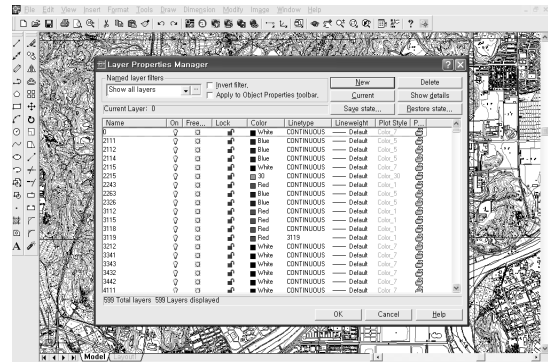 File Edit View Insert Format Tools Draw Dimension Modify Image Window Help
Layer Properties Manager
Named layer filters
Show all layers
Invert filter.
Apply to Object Properties toolbar.
New Delete
Current Show details
Save state... Restore state...
Current Layer: 0
Name On Free... Lock Color Linetype Lineweight Plot Style P...
0 White CONTINUOUS Default Color_7
2111 Blue CONTINUOUS Default Color_5
2112 Blue CONTINUOUS Default Color_5
2114 Blue CONTINUOUS Default Color_5
2115 White CONTINUOUS Default Color_7
2215 30 CONTINUOUS Default Color_30
2243 Red CONTINUOUS Default Color_1
2263 Blue CONTINUOUS Default Color_5
2326 Blue CONTINUOUS Default Color_5
3112 Red CONTINUOUS Default Color_1
3115 Red CONTINUOUS Default Color_1
3118 Red CONTINUOUS Default Color_1
3119 Red 3119 Default Color_1
3212 White CONTINUOUS Default Color_7
3341 White CONTINUOUS Default Color_7
3343 White CONTINUOUS Default Color_7
3432 White CONTINUOUS Default Color_7
3442 White CONTINUOUS Default Color_7
4111 White CONTINUOUS Default Color_7
599 Total layers 599 Layers displayed
OK Cancel Help
Model Layout1